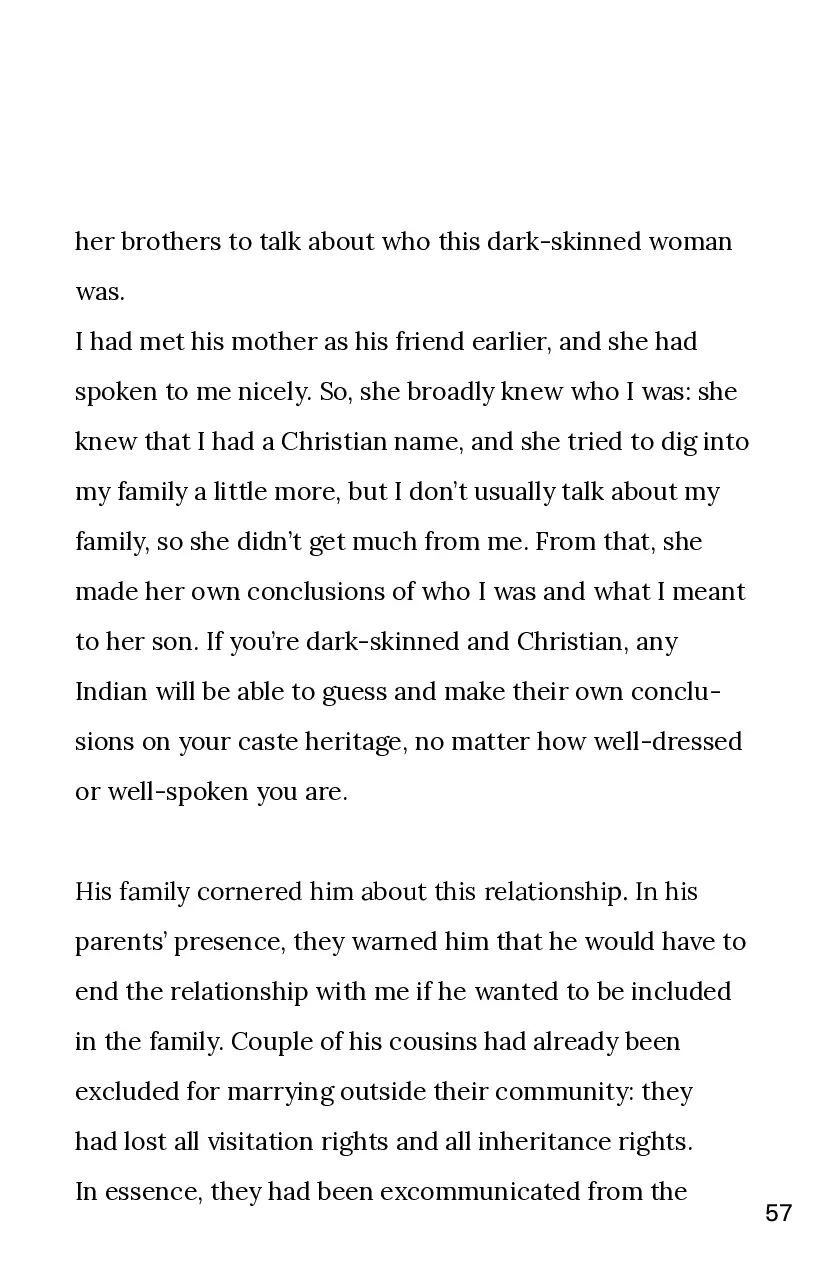 her brothers to talk about who this dark-skinned woman
was.
I had met his mother as his friend earlier, and she had
spoken to me nicely. So, she broadly knew who I was: she
knew that I had a Christian name, and she tried to dig into
my family a little more, but I don’t usually talk about my
family, so she didn’t get much from me. From that, she
made her own conclusions of who I was and what I meant
to her son. If you’re dark-skinned and Christian, any
Indian will be able to guess and make their own conclu-
sions on your caste heritage, no matter how well-dressed
or well-spoken you are.

His family cornered him about this relationship. In his
parents’ presence, they warned him that he would have to
end the relationship with me if he wanted to be included
in the family. Couple of his cousins had already been
excluded for marrying outside their community: they
had lost all visitation rights and all inheritance rights.
In essence, they had been excommunicated from the
57